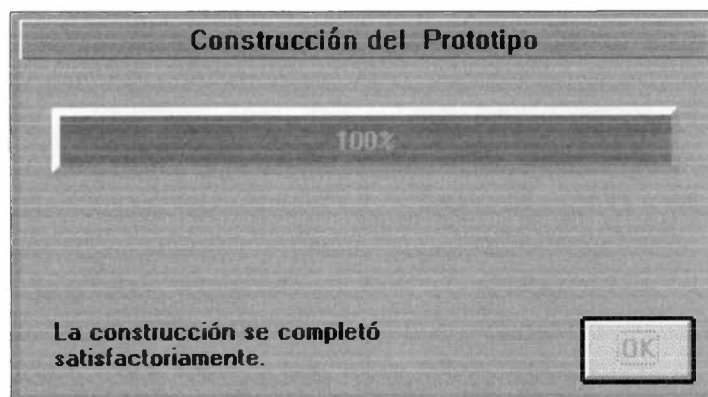 Construcción del Prototipo
100%
La construcción se completó
satisfactoriamente.
OK